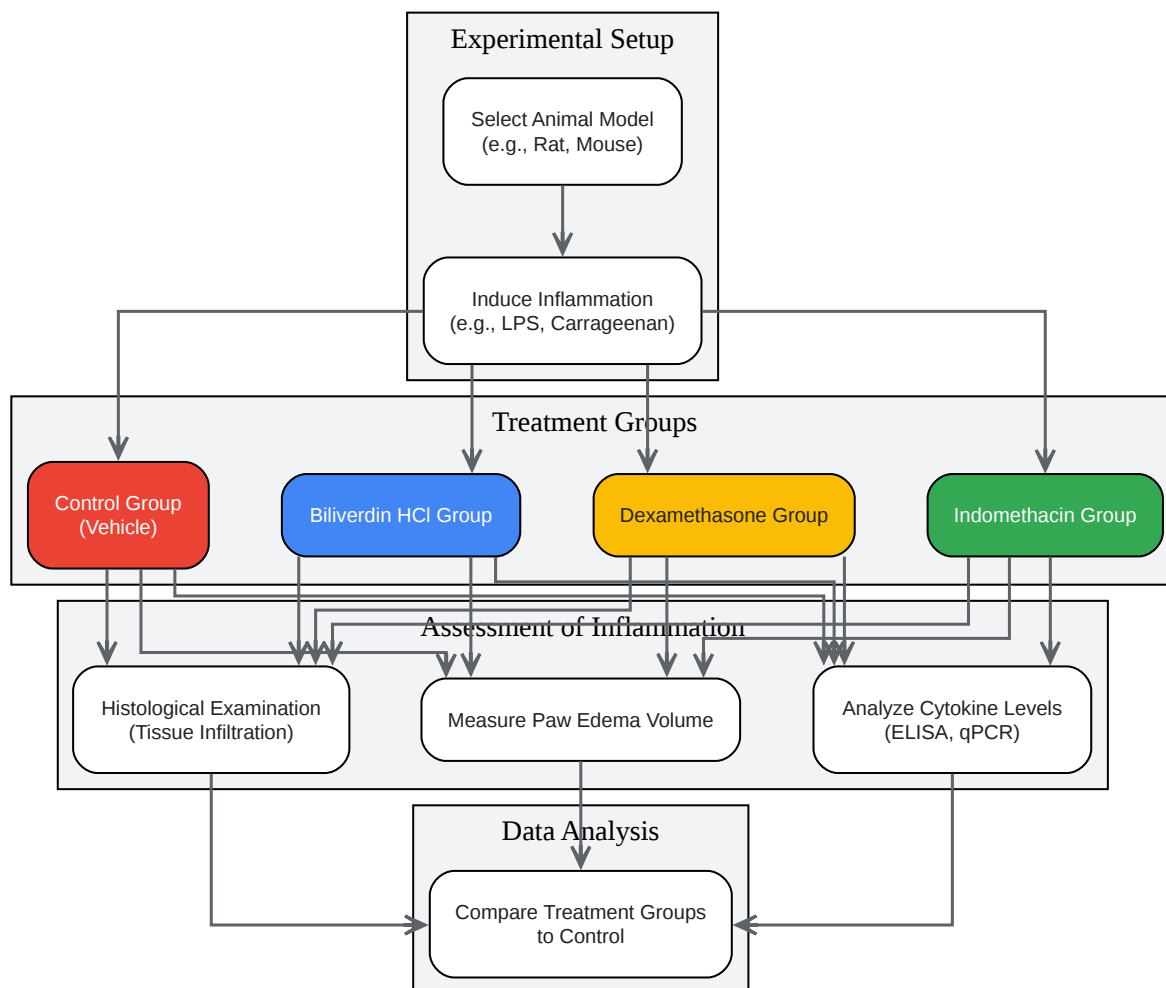 Experimental Setup
Select Animal Model
(e.g., Rat, Mouse)
Induce Inflammation
(e.g., LPS, Carrageenan)
Treatment Groups
Control Group
(Vehicle)
Biliverdin HCl Group
Dexamethasone Group
Indomethacin Group
Assessment of Inflammation
Histological Examination
(Tissue Infiltration)
Measure Paw Edema Volume
Analyze Cytokine Levels
(ELISA, qPCR)
Data Analysis
Compare Treatment Groups
to Control